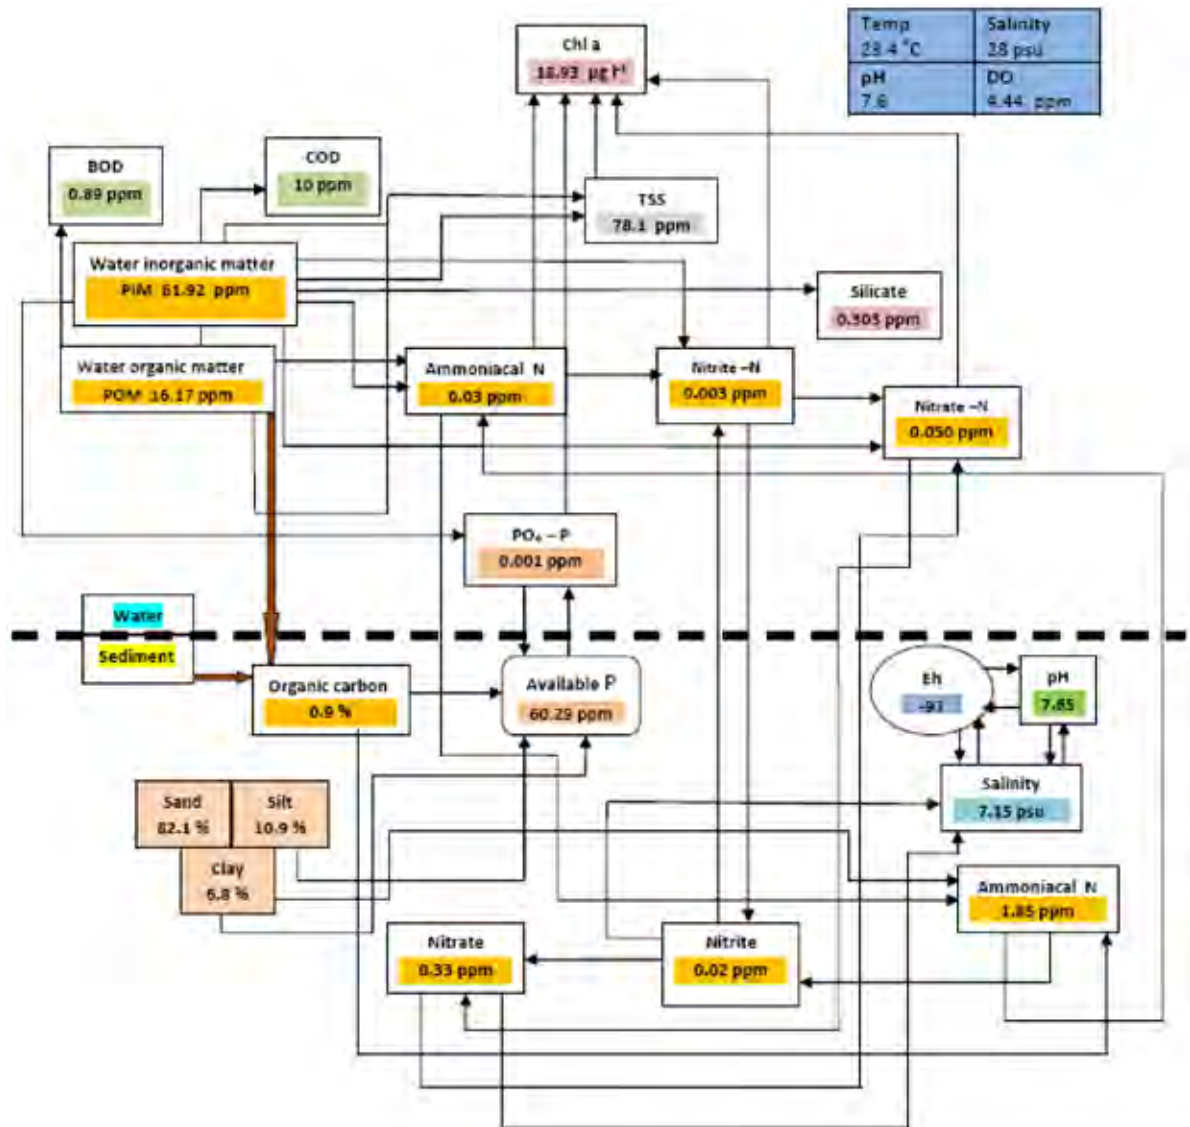 Chl a
18.93 µg l⁻¹
Temp
Salinity
23.4 °C
28 psu
pH
DO
7.6
4.44 ppm
BOD
0.89 ppm
COD
10 ppm
TSS
78.1 ppm
Water inorganic matter
PIM 61.92 ppm
Silicate
0.303 ppm
Water organic matter
POM 16.17 ppm
Ammoniacal N
0.03 ppm
Nitrite –N
0.003 ppm
Nitrate –N
0.050 ppm
PO₄ – P
0.001 ppm
Water
Sediment
Organic carbon
0.9 %
Available P
60.29 ppm
Eh
pH
7.65
Salinity
7.15 psu
Sand
82.1 %
Silt
10.9 %
Clay
6.8 %
Ammoniacal N
1.85 ppm
Nitrate
0.33 ppm
Nitrite
0.02 ppm